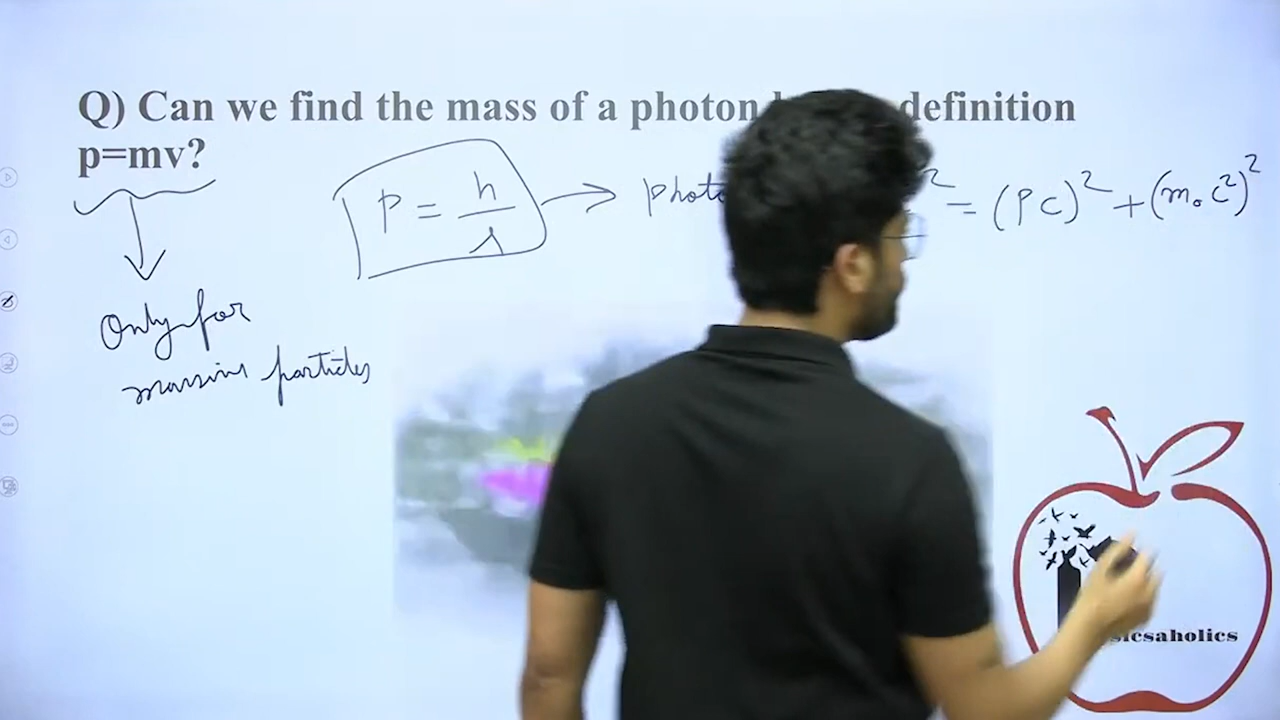 Q) Can we find the mass of a photon definition
p=mv?
p = h/λ → photo ² = (PC)² + (m₀c²)²
Only for
massive particles
sicsaholics